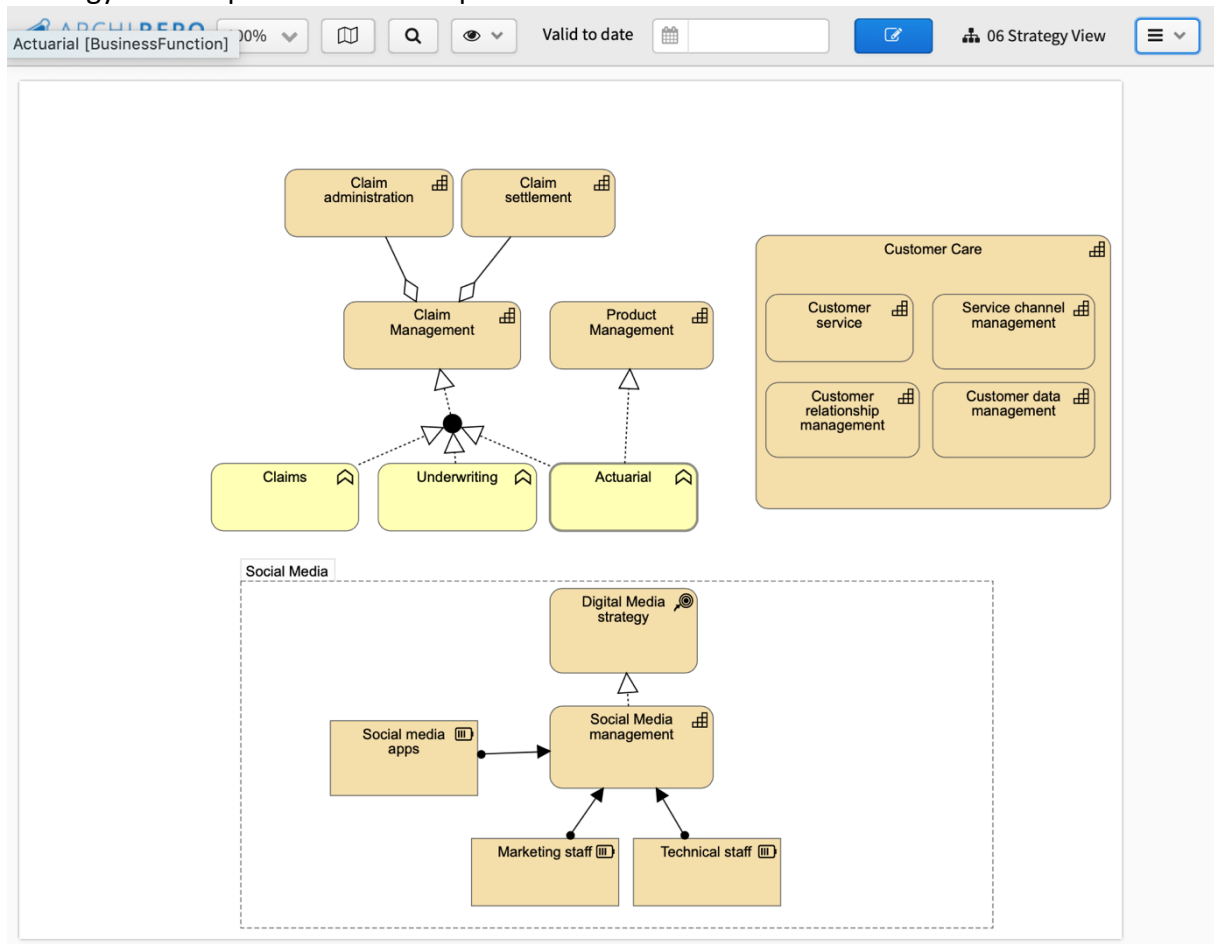 ARCHI REPO
Actuarial [BusinessFunction]
00%
Valid to date
06 Strategy View
Claim
administration
Claim
settlement
Customer Care
Claim
Management
Product
Management
Customer
service
Service channel
management
Customer
relationship
management
Customer data
management
Claims
Underwriting
Actuarial
Social Media
Digital Media
strategy
Social media
apps
Social Media
management
Marketing staff
Technical staff